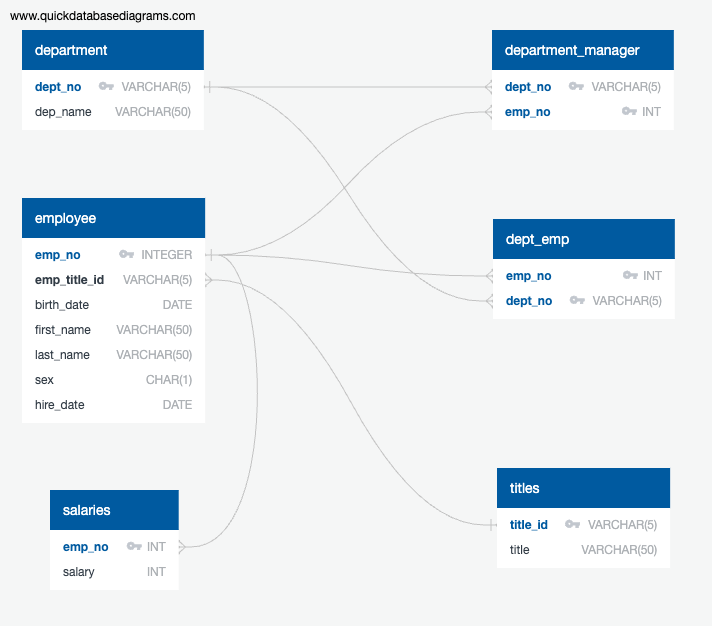 www.quickdatabasediagrams.com
department
dept_no VARCHAR(5)
dep_name VARCHAR(50)
department_manager
dept_no VARCHAR(5)
emp_no INT
employee
emp_no INTEGER
emp_title_id VARCHAR(5)
birth_date DATE
first_name VARCHAR(50)
last_name VARCHAR(50)
sex CHAR(1)
hire_date DATE
dept_emp
emp_no INT
dept_no VARCHAR(5)
salaries
emp_no INT
salary INT
titles
title_id VARCHAR(5)
title VARCHAR(50)